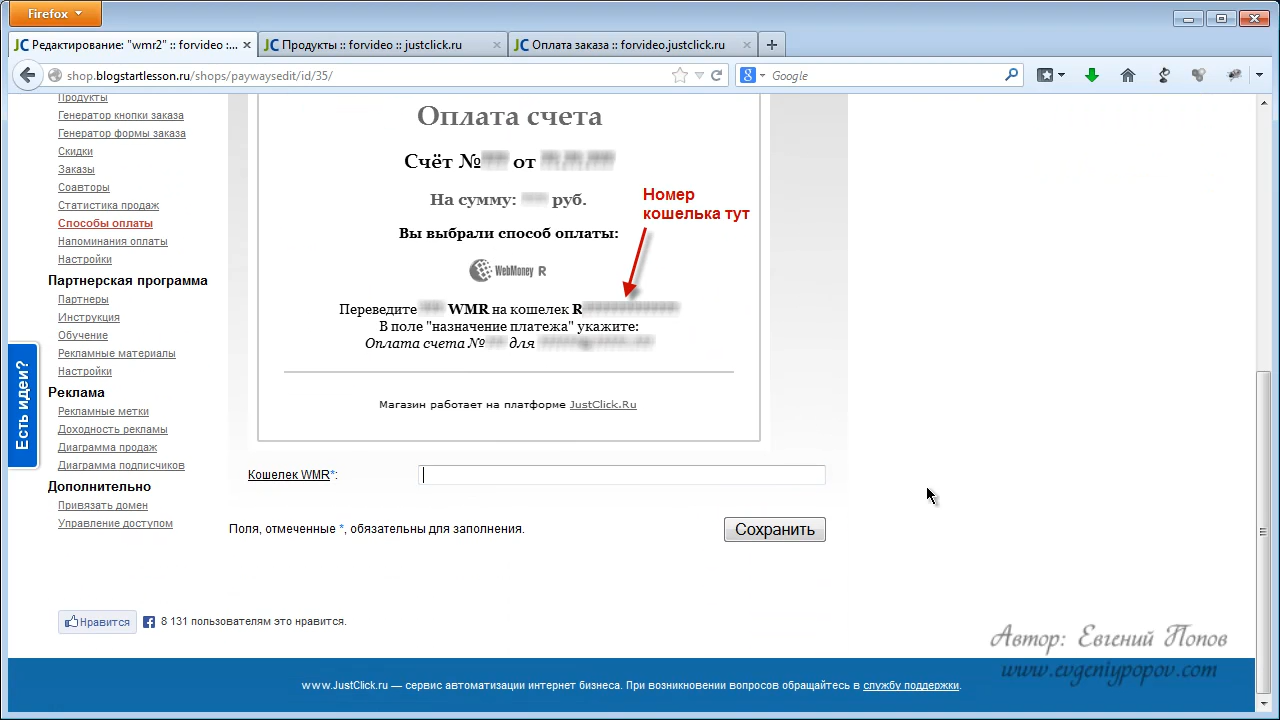 Firefox
Редактирование: "wmr2" :: forvideo :...
Продукты :: forvideo :: justclick.ru
Оплата заказа :: forvideo.justclick.ru
shop.blogstartlesson.ru/shops/paywaysedit/id/35/
Google
Продукты
Генератор кнопки заказа
Генератор формы заказа
Скидки
Заказы
Соавторы
Статистика продаж
Способы оплаты
Напоминания оплаты
Настройки
Партнерская программа
Партнеры
Инструкция
Обучение
Рекламные материалы
Настройки
Реклама
Рекламные метки
Доходность рекламы
Диаграмма продаж
Диаграмма подписчиков
Дополнительно
Привязать домен
Управление доступом
Есть идеи?
Оплата счета
Счёт № от
На сумму: руб.
Номер
кошелька тут
Вы выбрали способ оплаты:
WebMoney R
Переведите WMR на кошелек R
В поле "назначение платежа" укажите:
Оплата счета № для
Магазин работает на платформе JustClick.Ru
Кошелек WMR*:
Поля, отмеченные *, обязательны для заполнения.
Сохранить
Нравится
8 131 пользователям это нравится.
Автор: Евгений Попов
www.evgeniypopov.com
www.JustClick.ru — сервис автоматизации интернет бизнеса. При возникновении вопросов обращайтесь в службу поддержки.